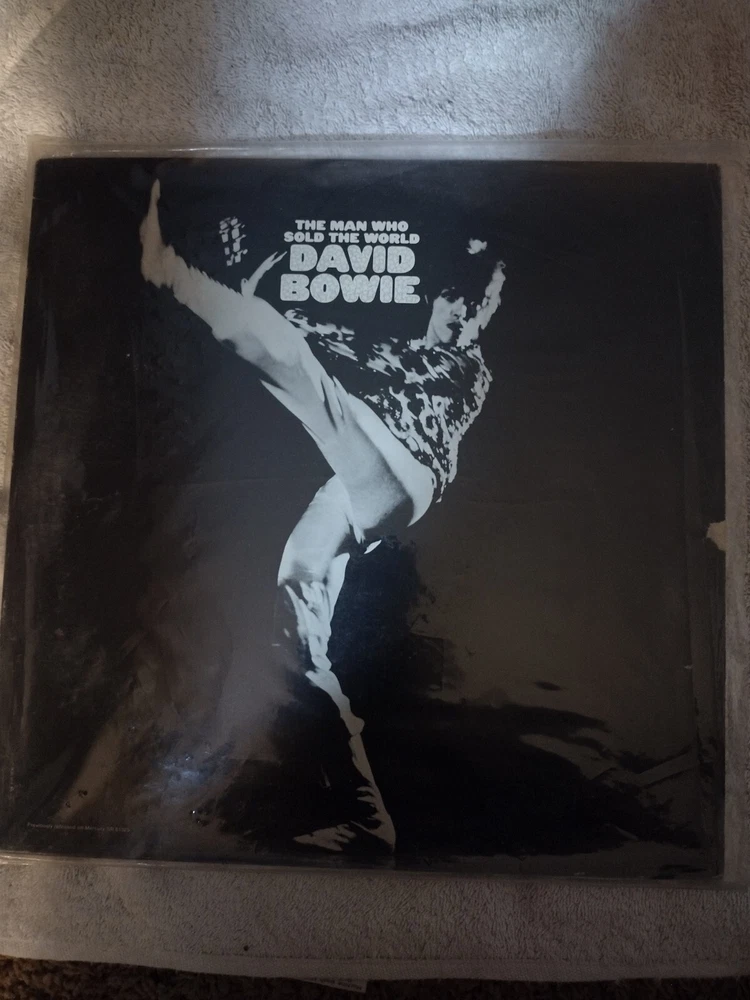 THE MAN WHO
SOLD THE WORLD
DAVID
BOWIE